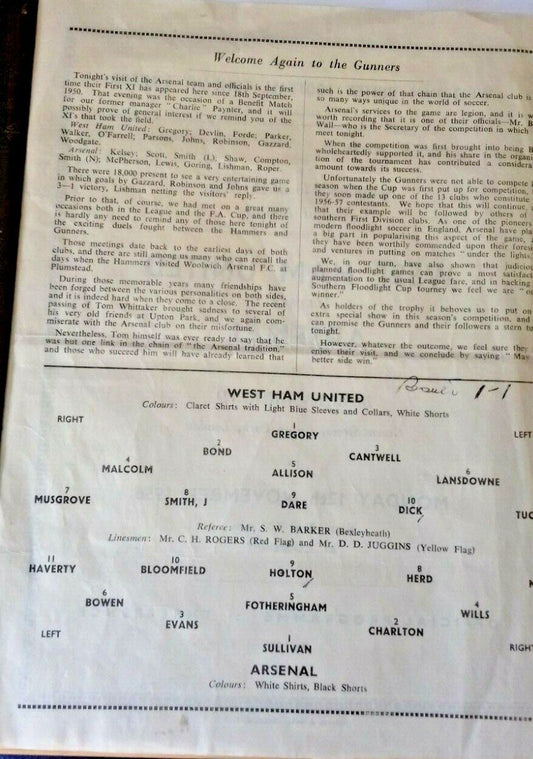 Welcome Again to the Gunners
Tonight's visit of the Arsenal team and officials is the first
time their First XI has appeared here since 18th September,
1950. That evening was the occasion of a Benefit Match
for our former manager "Charlie" Paynter, and it will
possibly prove of general interest if we remind you of the
XI's that took the field.
West Ham United: Gregory; Devlin, Forde; Parker,
Walker, O'Farrell; Parsons, Johns, Robinson, Gazzard,
Woodgate.
Arsenal: Kelsey; Scott, Smith (L); Shaw, Compton,
Smith (N); McPherson, Lewis, Goring, Lishman, Roper.
There were 18,000 present to see a very entertaining game
in which goals by Gazzard, Robinson and Johns gave us a
3—1 victory, Lishman netting the visitors' reply.
Prior to that, of course, we had met on a great many
occasions both in the League and the F.A. Cup, and there
is hardly any need to remind any of those here tonight of
the exciting duels fought between the Hammers and
Gunners.
Those meetings date back to the earliest days of both
clubs, and there are still among us many who can recall the
days when the Hammers visited Woolwich Arsenal F.C. at
Plumstead.
During those memorable years many friendships have
been forged between the various personalities on both sides,
and it is indeed hard when they come to a close. The recent
passing of Tom Whittaker brought sadness to several of
his very old friends at Upton Park, and we again com-
miserate with the Arsenal club on their misfortune.
Nevertheless, Tom himself was ever ready to say that he
was but one link in the chain of "the Arsenal tradition,"
and those who succeed him will have already learned that
such is the power of that chain that the Arsenal club is
so many ways unique in the world of soccer.
Arsenal's services to the game are legion, and it is w
worth recording that it is one of their officials—Mr. B
Wall—who is the Secretary of the competition in which
meet tonight.
When the competition was first brought into being
wholeheartedly supported it, and his share in the organi
tion of the tournament has contributed a considera
amount towards its success.
Unfortunately the Gunners were not able to compete
season when the Cup was first put up for competition,
they soon made up one of the 13 clubs who constitute
1956-57 contestants. We hope that this will continue,
that their example will be followed by others of
southern First Division clubs. As one of the pioneers
modern floodlight soccer in England, Arsenal have pla
a big part in popularising this aspect of the game,
they have been worthily commended upon their fores
and ventures in putting on matches "under the lights.
We, in our turn, have also shown that judicious
planned floodlight games can prove a most satisfact
augmentation to the usual League fare, and in backing
Southern Floodlight Cup tourney we feel we are "o
winner."
As holders of the trophy it behoves us to put on
extra special show in this season's competition, and
can promise the Gunners and their followers a stern tu
tonight.
However, whatever the outcome, we feel sure they
enjoy their visit, and we conclude by saying "May
better side win."
1-1
WEST HAM UNITED
Colours: Claret Shirts with Light Blue Sleeves and Collars, White Shorts
RIGHT
LEFT
1
GREGORY
2
BOND
3
CANTWELL
4
MALCOLM
5
ALLISON
6
LANSDOWNE
7
MUSGROVE
8
SMITH, J
9
DARE
10
DICK
TUC
Referee: Mr. S. W. BARKER (Bexleyheath)
Linesmen: Mr. C. H. ROGERS (Red Flag) and Mr. D. D. JUGGINS (Yellow Flag)
11
HAVERTY
10
BLOOMFIELD
9
HOLTON
8
HERD
6
BOWEN
5
FOTHERINGHAM
4
WILLS
3
EVANS
2
CHARLTON
LEFT
RIGHT
1
SULLIVAN
ARSENAL
Colours: White Shirts, Black Shorts